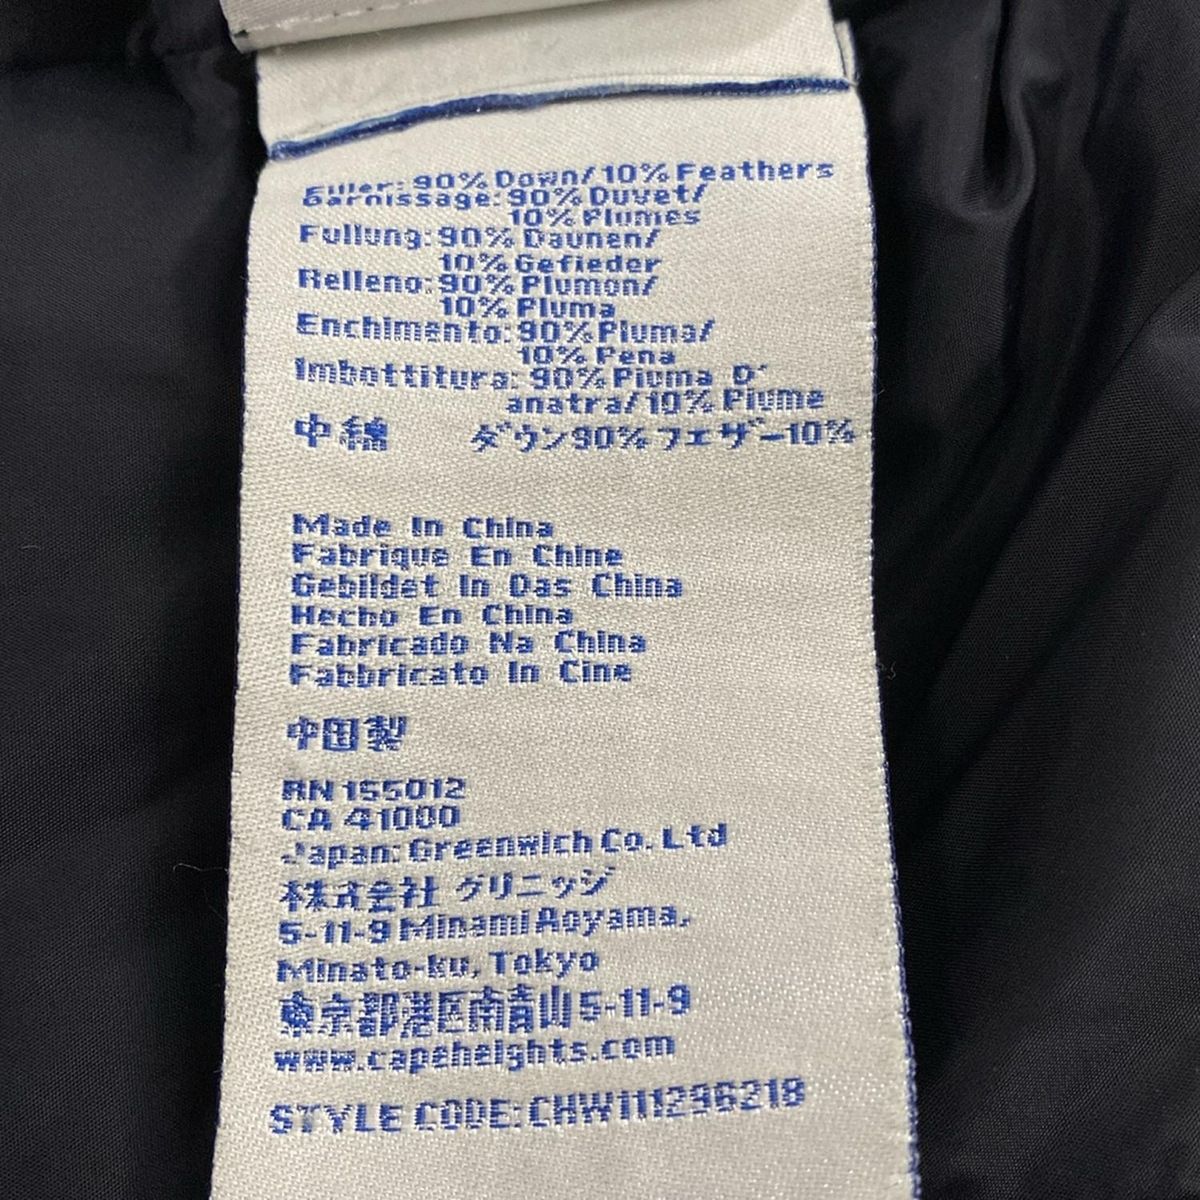 Filler: 90% Down/10% Feathers
Garnissage: 90% Duvet/
10% Plumes
Fullung: 90% Daunen/
10% Gefieder
Relleno: 90% Plumon/
10% Pluma
Enchimento: 90% Pluma/
10% Pena
Imbottitura: 90% Piuma D'
anatra/10% Piume
中綿 ダウン90%フェザー10%
Made In China
Fabrique En Chine
Gebildet In Das China
Hecho En China
Fabricado Na China
Fabbricato In Cine
中国製
RN 155012
CA 41000
Japan: Greenwich Co. Ltd
株式会社 グリニッジ
5-11-9 Minami Aoyama,
Minato-ku, Tokyo
東京都港区南青山5-11-9
www.capeheights.com
STYLE CODE: CHW111296218